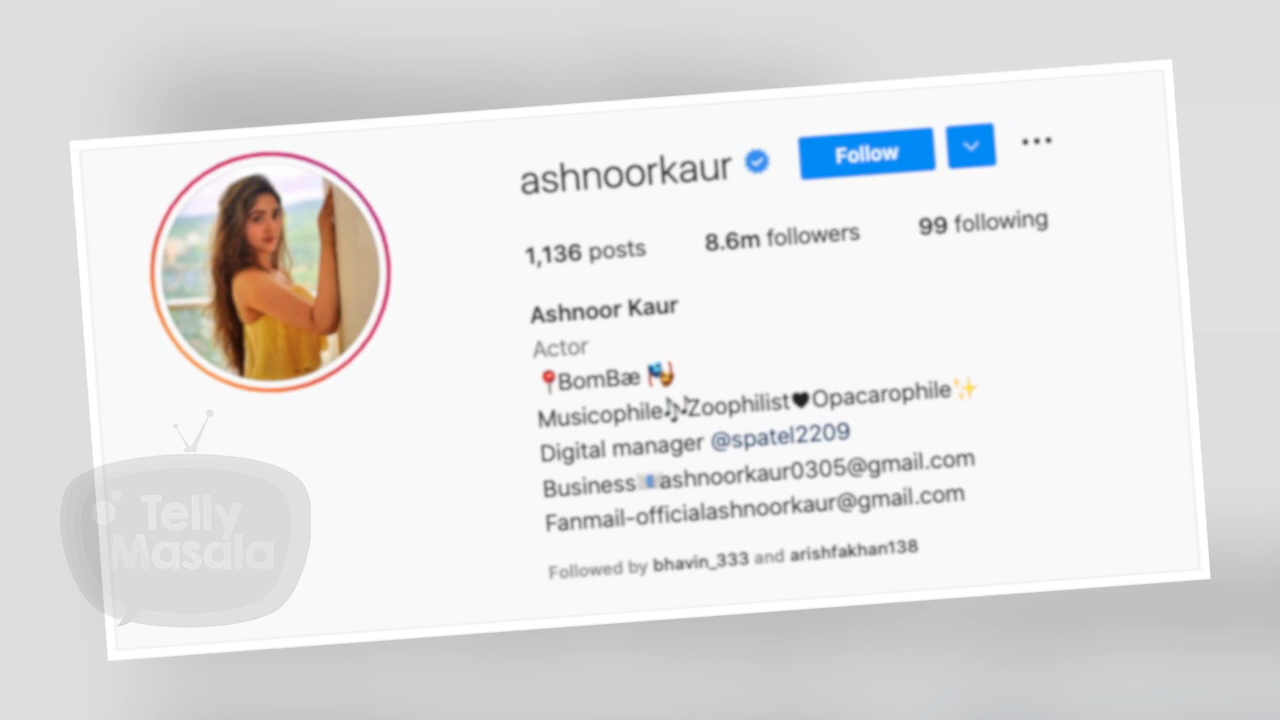 ashnoorkaur
Follow
1,136 posts 8.6m followers 99 following
Ashnoor Kaur
Actor
📍BomBæ
Musicophile🎶Zoophilist🖤Opacarophile✨
Digital manager @spatel2209
Business📧ashnoorkaur0305@gmail.com
Fanmail-officialashnoorkaur@gmail.com
Followed by bhavin_333 and arishfakhan138
Telly
Masala